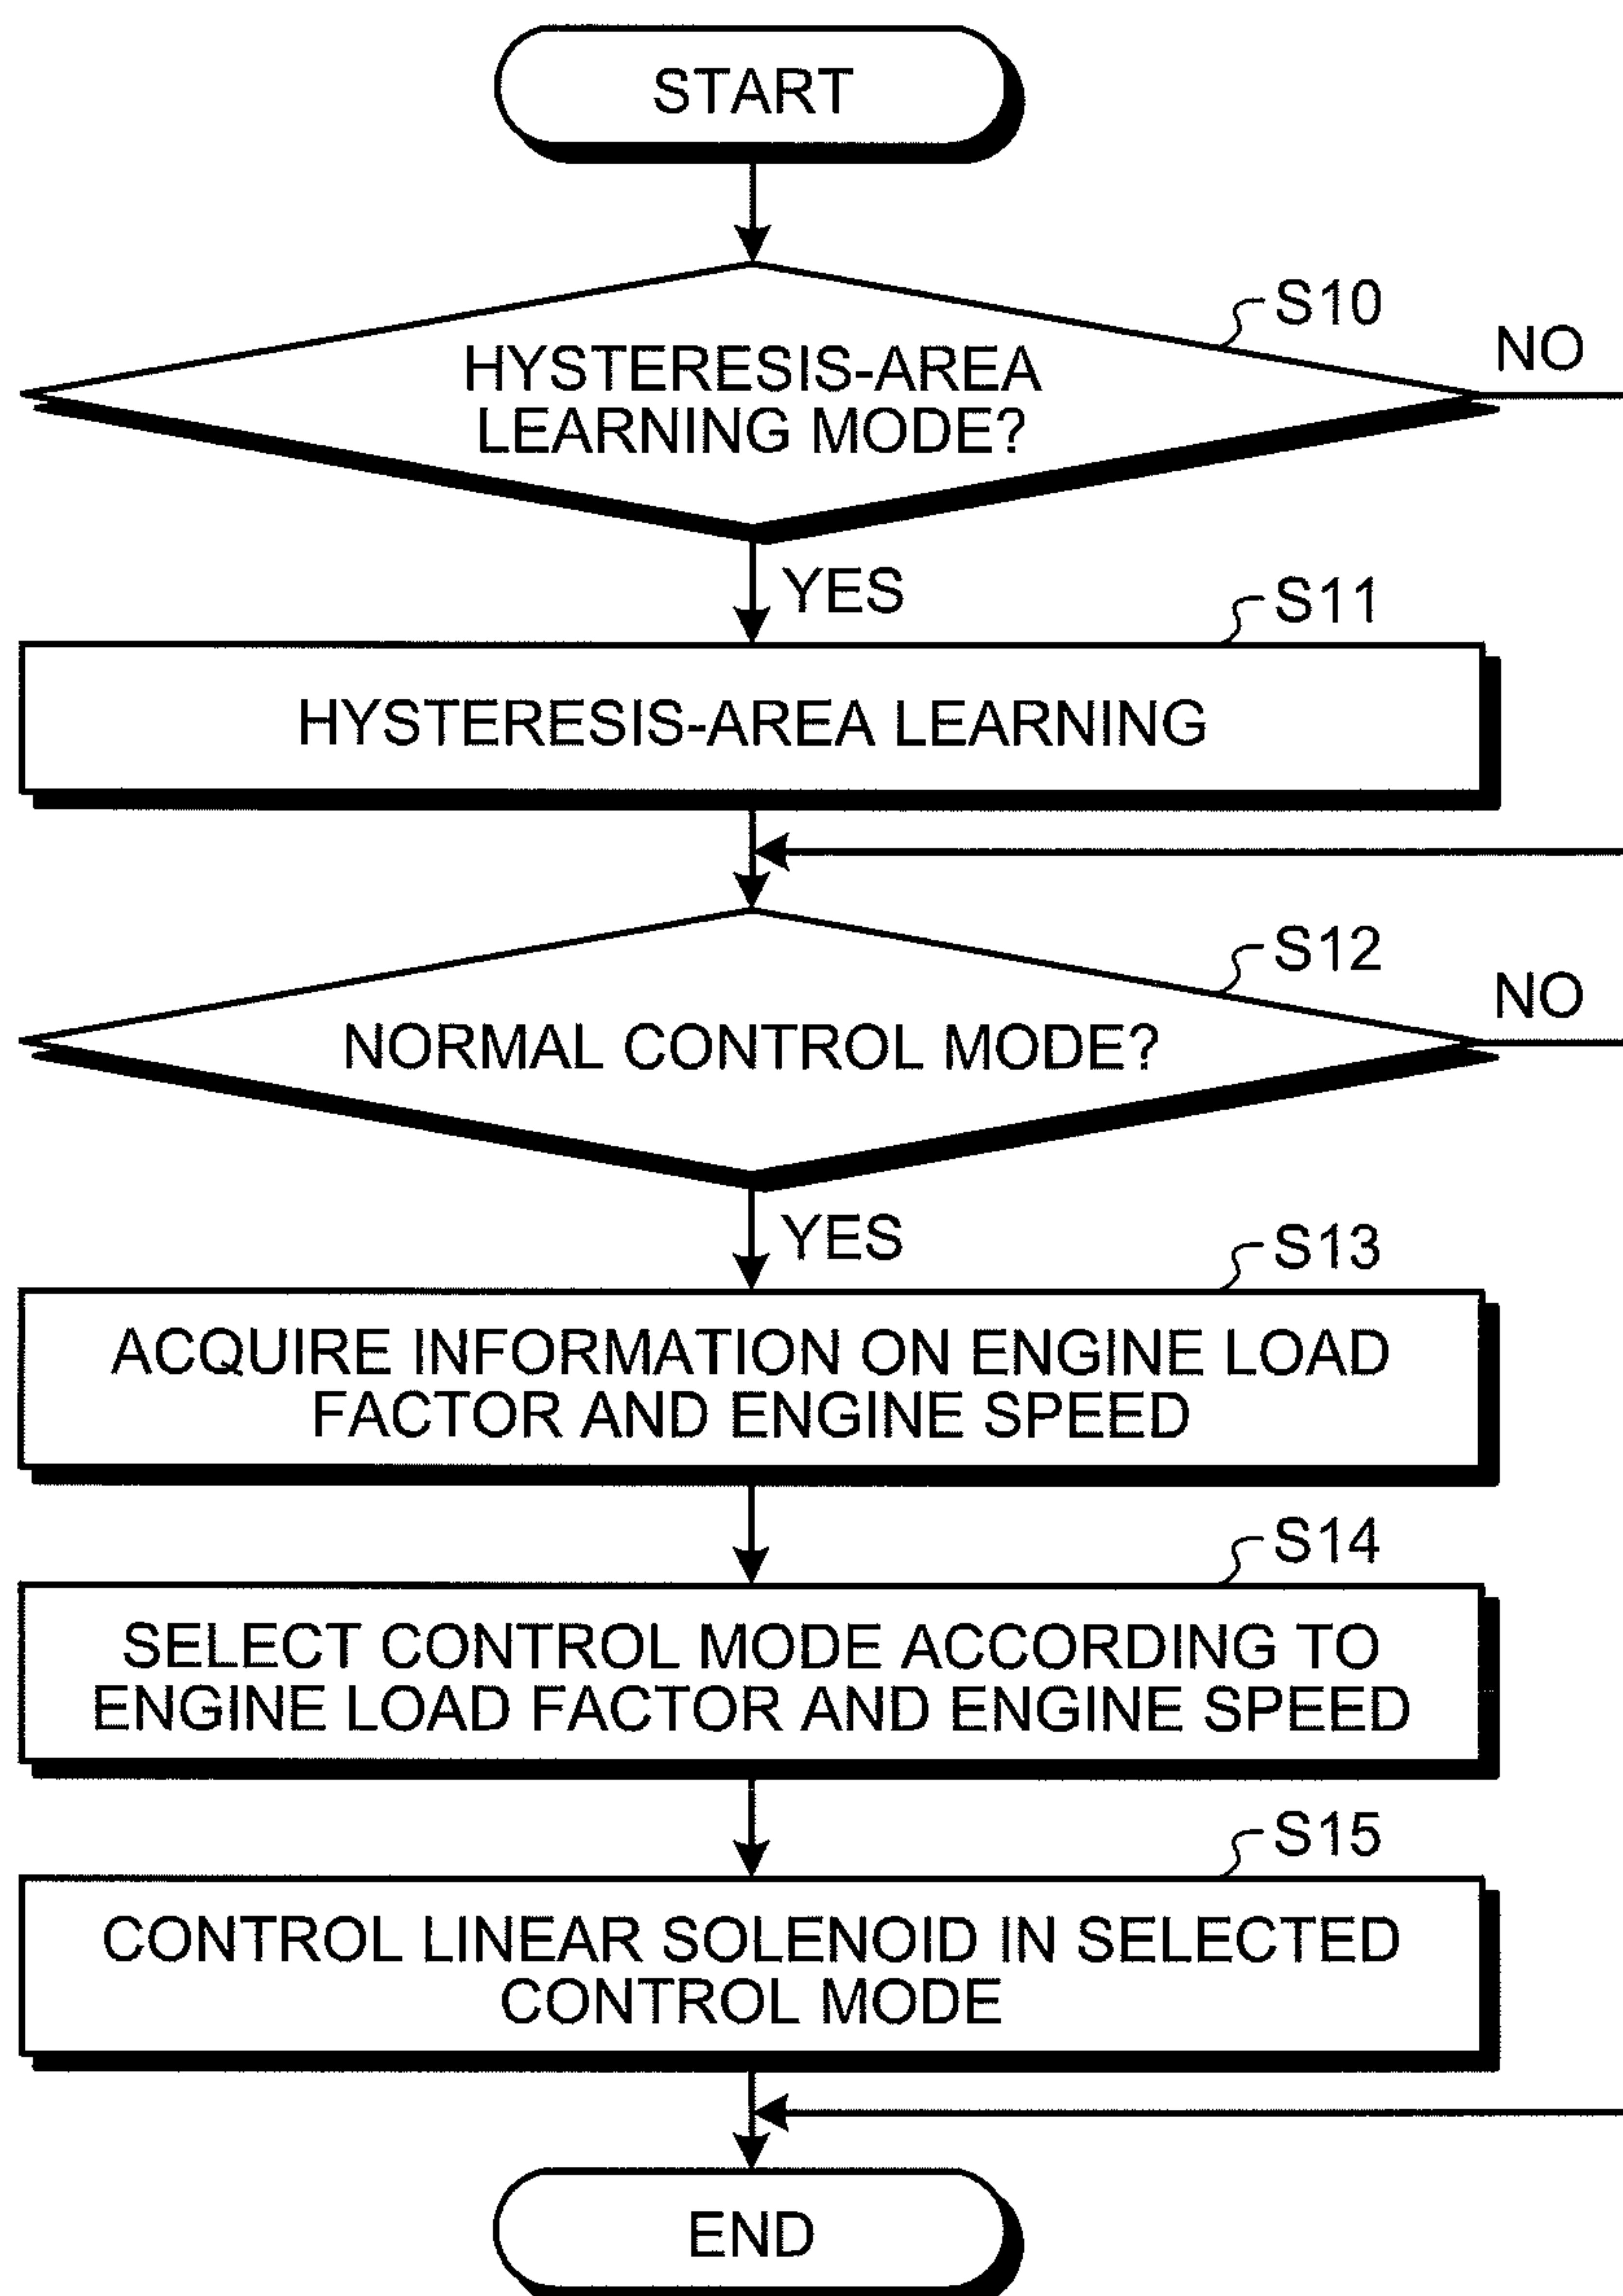 START
S10
NO
HYSTERESIS-AREA
LEARNING MODE?
YES
S11
HYSTERESIS-AREA LEARNING
S12
NO
NORMAL CONTROL MODE?
YES
S13
ACQUIRE INFORMATION ON ENGINE LOAD
FACTOR AND ENGINE SPEED
S14
SELECT CONTROL MODE ACCORDING TO
ENGINE LOAD FACTOR AND ENGINE SPEED
S15
CONTROL LINEAR SOLENOID IN SELECTED
CONTROL MODE
END